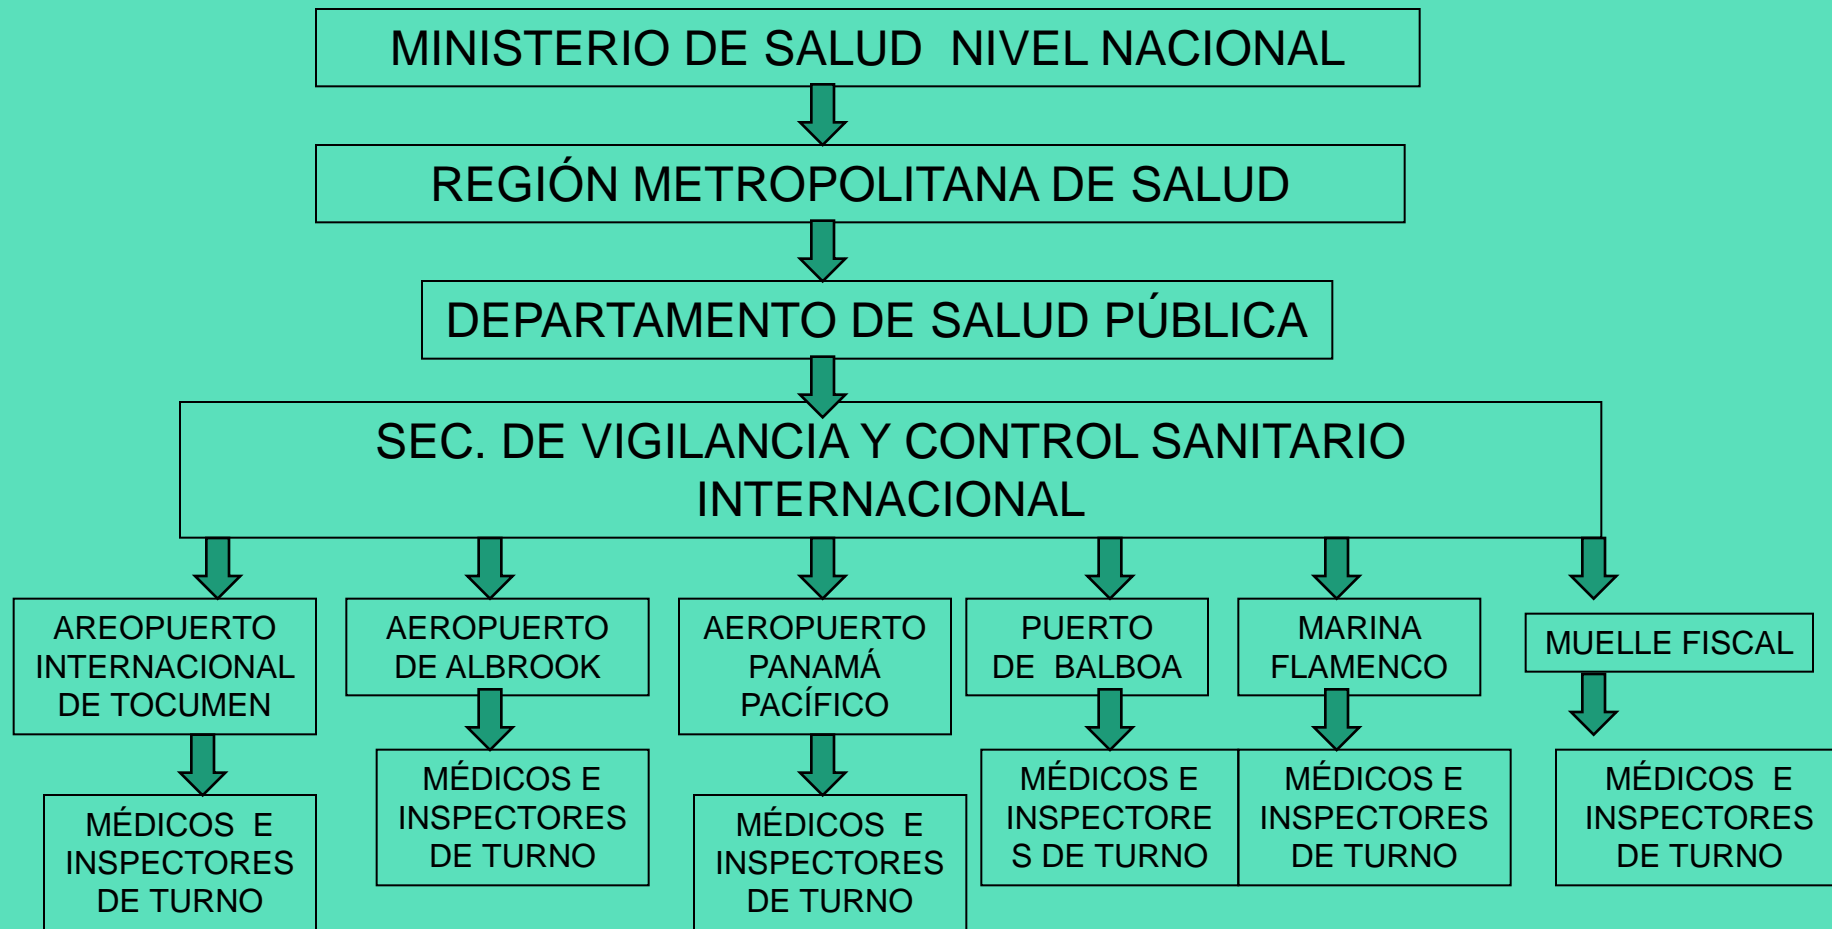 MINISTERIO DE SALUD  NIVEL NACIONAL
REGIÓN METROPOLITANA DE SALUD
DEPARTAMENTO DE SALUD PÚBLICA
SEC. DE VIGILANCIA Y CONTROL SANITARIO
INTERNACIONAL
AREOPUERTO
INTERNACIONAL
DE TOCUMEN
AEROPUERTO
DE ALBROOK
AEROPUERTO
PANAMÁ
PACÍFICO
PUERTO
DE  BALBOA
MARINA
FLAMENCO
MUELLE FISCAL
MÉDICOS  E
INSPECTORES
DE TURNO
MÉDICOS E
INSPECTORES
DE TURNO
MÉDICOS  E
INSPECTORES
DE TURNO
MÉDICOS E
INSPECTORE
S DE TURNO
MÉDICOS E
INSPECTORES
DE TURNO
MÉDICOS  E
INSPECTORES
DE TURNO